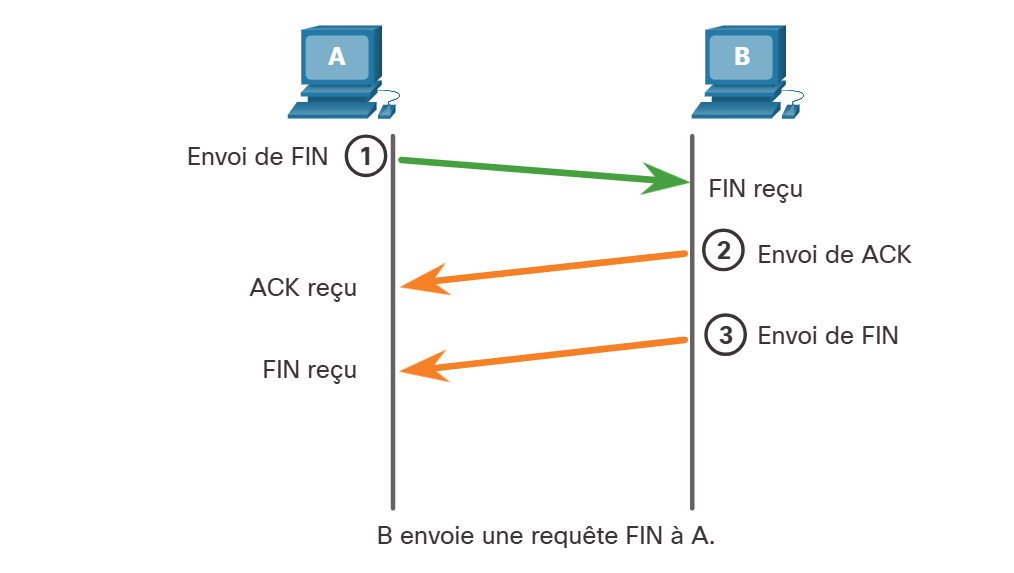 A
B
Envoi de FIN 1
FIN reçu
2 Envoi de ACK
ACK reçu
3 Envoi de FIN
FIN reçu
B envoie une requête FIN à A.